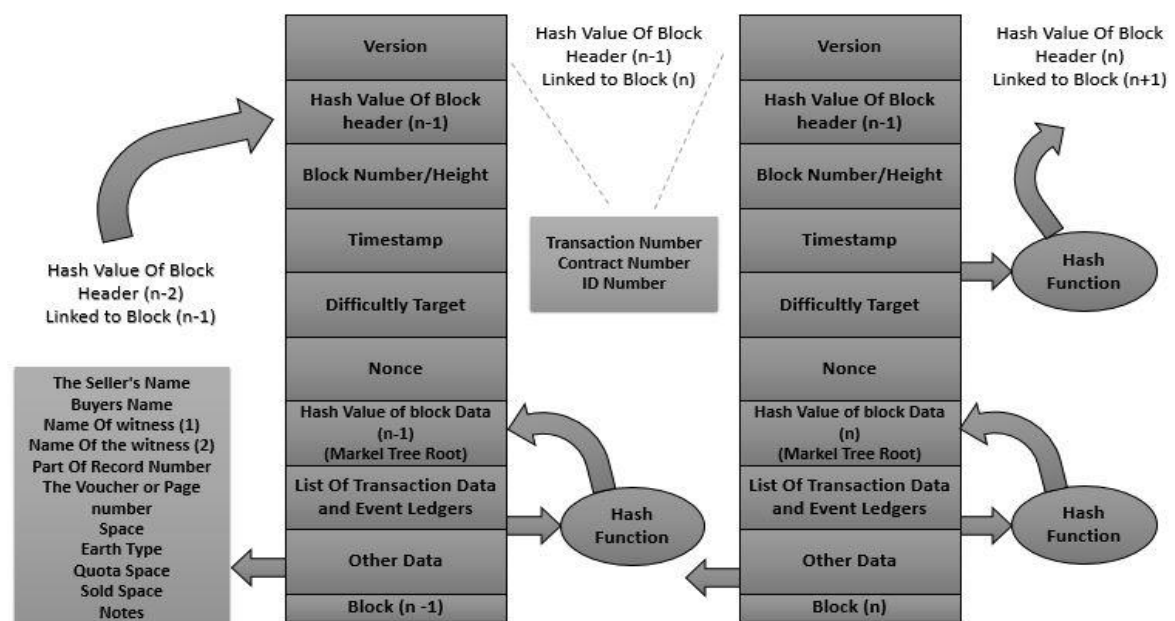 Hash Value Of Block
Header (n-2)
Linked to Block (n-1)
The Seller's Name
Buyers Name
Name Of witness (1)
Name Of the witness (2)
Part Of Record Number
The Voucher or Page
number
Space
Earth Type
Quota Space
Sold Space
Notes
Version
Hash Value Of Block
header (n-1)
Block Number/Height
Timestamp
Difficultly Target
Nonce
Hash Value of block Data
(n-1)
(Markel Tree Root)
List Of Transaction Data
and Event Ledgers
Other Data
Block (n -1)
Hash
Function
Hash Value Of Block
Header (n-1)
Linked to Block (n)
Transaction Number
Contract Number
ID Number
Version
Hash Value Of Block
header (n-1)
Block Number/Height
Timestamp
Difficultly Target
Nonce
Hash Value of block Data
(n)
(Markel Tree Root)
List Of Transaction Data
and Event Ledgers
Other Data
Block (n)
Hash Value Of Block
Header (n)
Linked to Block (n+1)
Hash
Function
Hash
Function